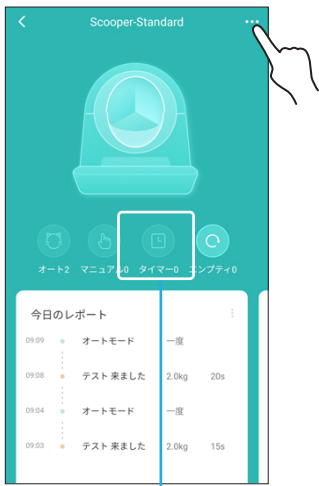 Scooper-Standard
オート2 マニュアル0 タイマー0 エンプティ0
今日のレポート
09:09 オートモード 一度
09:08 テスト 来ました 2.0kg 20s
09:04 オートモード 一度
09:03 テスト 来ました 2.0kg 15s